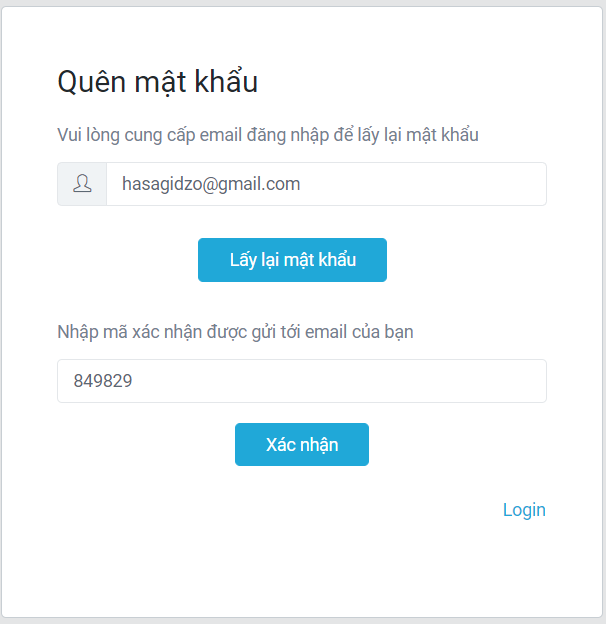 Quên mật khẩu
Vui lòng cung cấp email đăng nhập để lấy lại mật khẩu
hasagidzo@gmail.com
Lấy lại mật khẩu
Nhập mã xác nhận được gửi tới email của bạn
849829
Xác nhận
Login